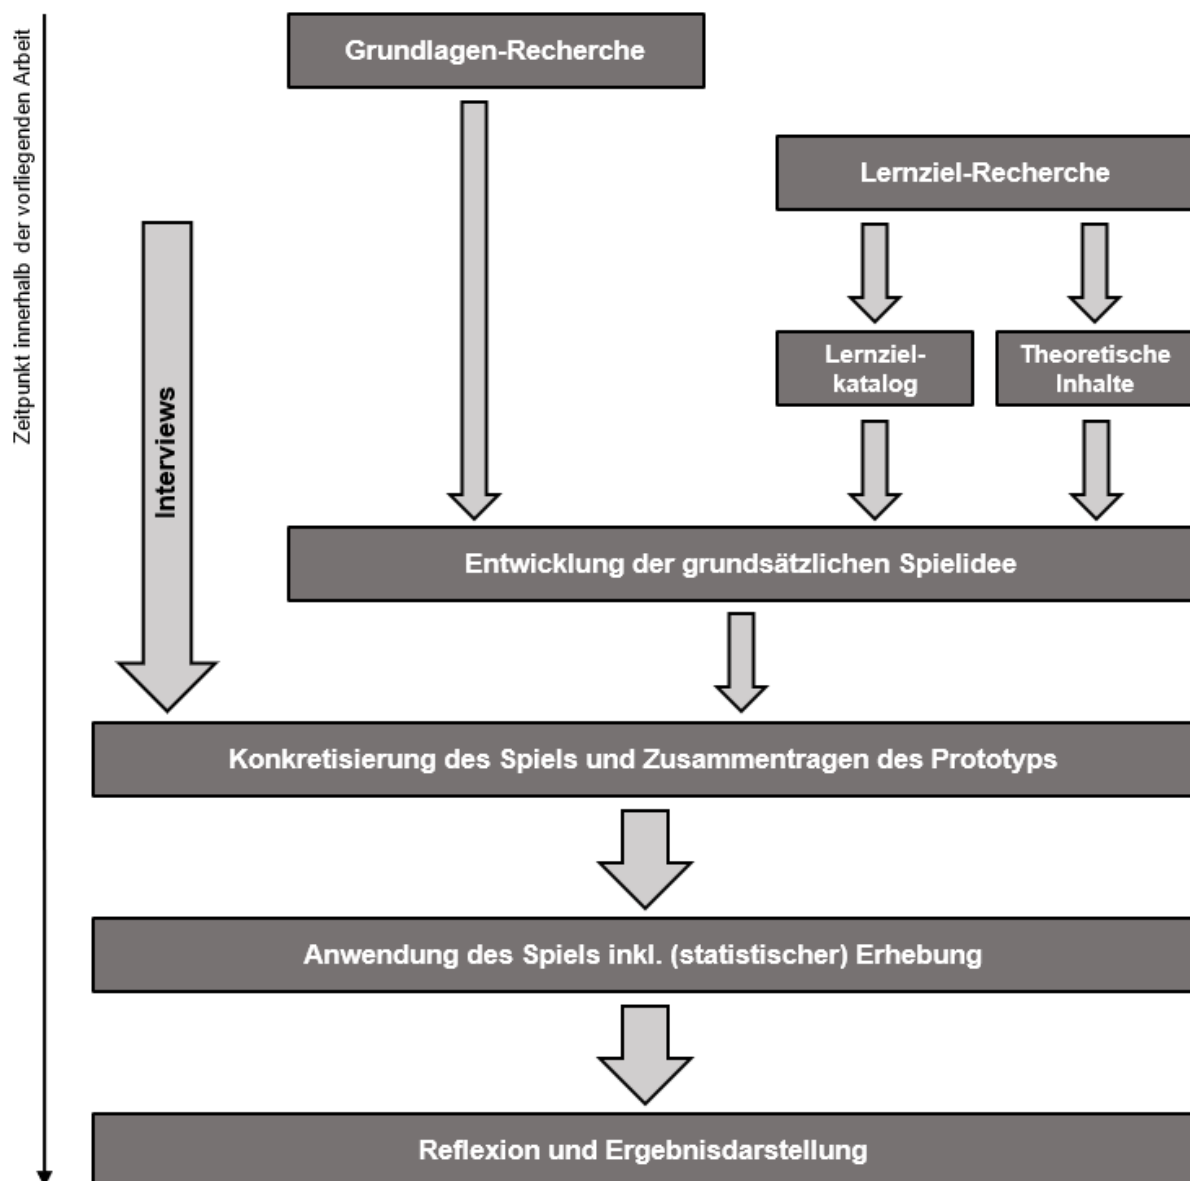 Zeitpunkt innerhalb der vorliegenden Arbeit
Grundlagen-Recherche
Lernziel-Recherche
Lernziel-
katalog
Theoretische
Inhalte
Interviews
Entwicklung der grundsätzlichen Spielidee
Konkretisierung des Spiels und Zusammentragen des Prototyps
Anwendung des Spiels inkl. (statistischer) Erhebung
Reflexion und Ergebnisdarstellung